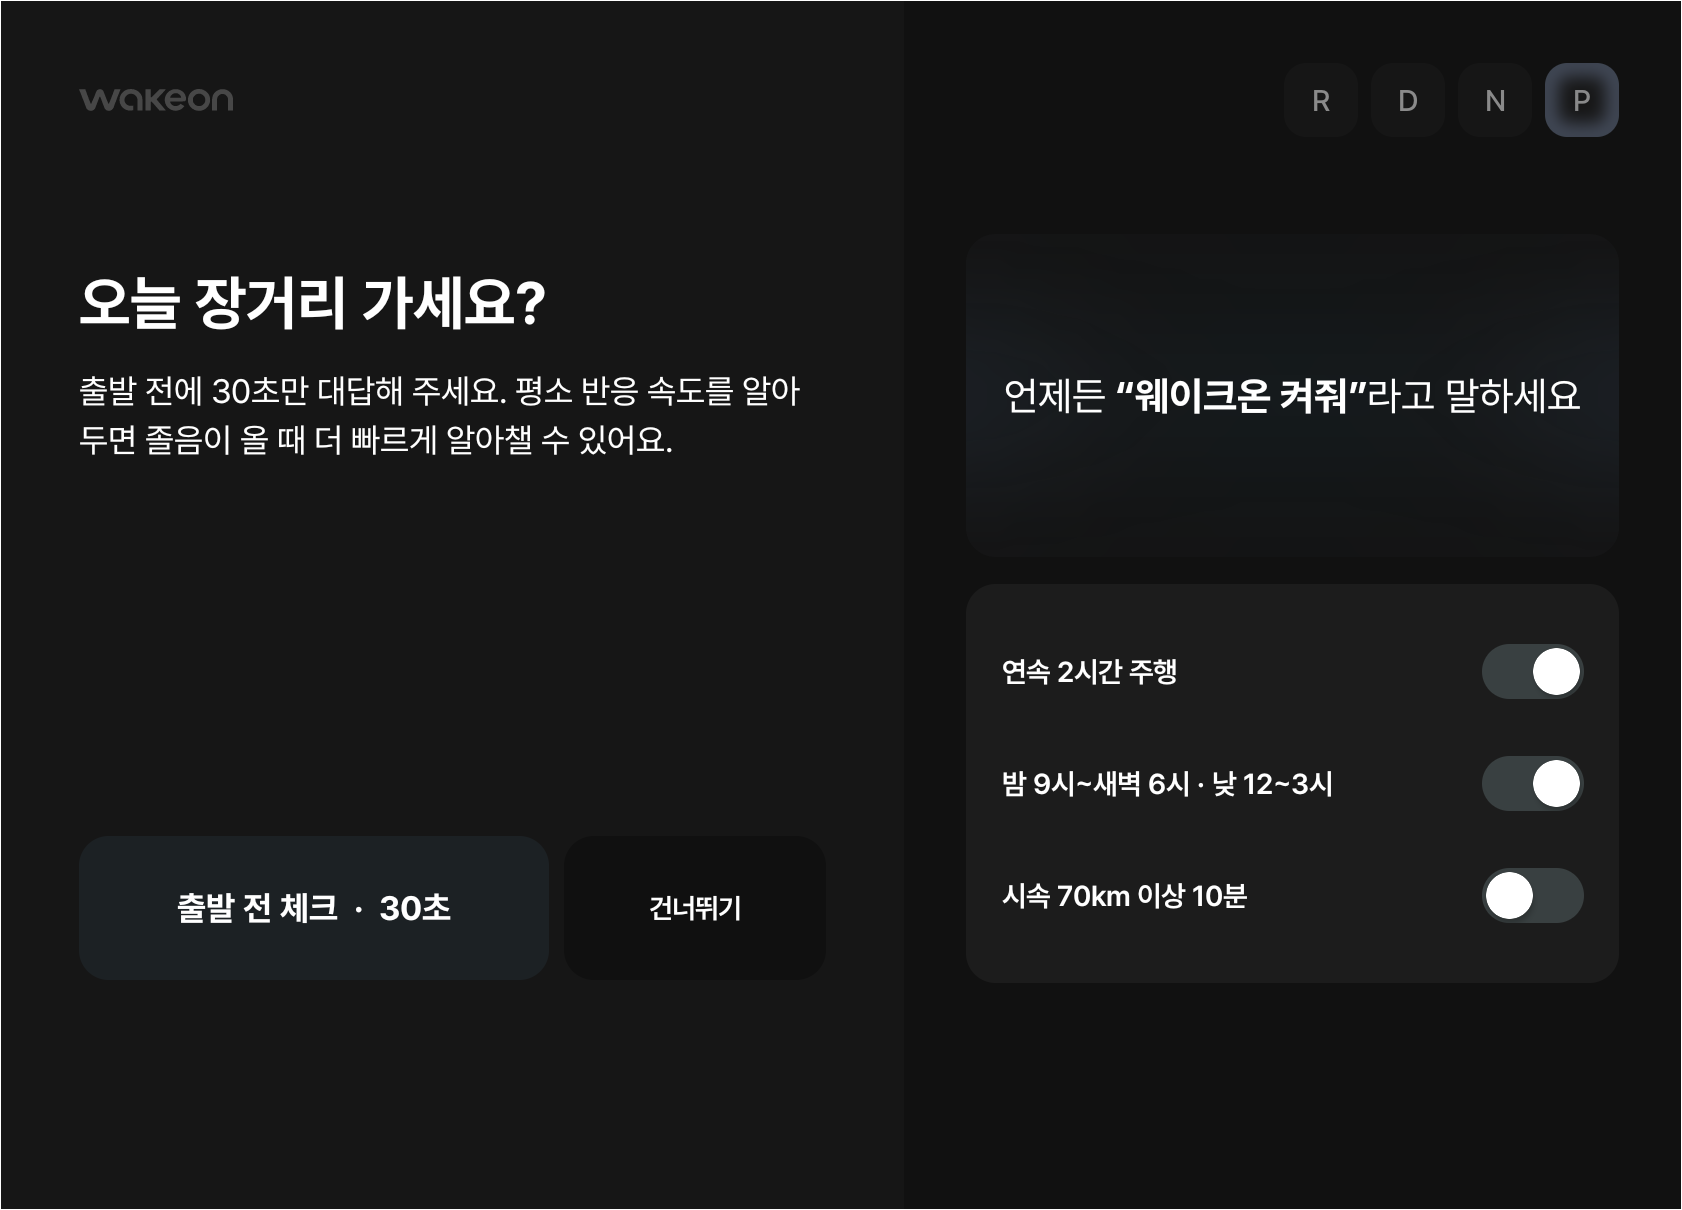 wakeon
R D N P
오늘 장거리 가세요?
출발 전에 30초만 대답해 주세요. 평소 반응 속도를 알아
두면 졸음이 올 때 더 빠르게 알아챌 수 있어요.
출발 전 체크 · 30초
건너뛰기
언제든 “웨이크온 켜줘”라고 말하세요
연속 2시간 주행
밤 9시~새벽 6시 · 낮 12~3시
시속 70km 이상 10분